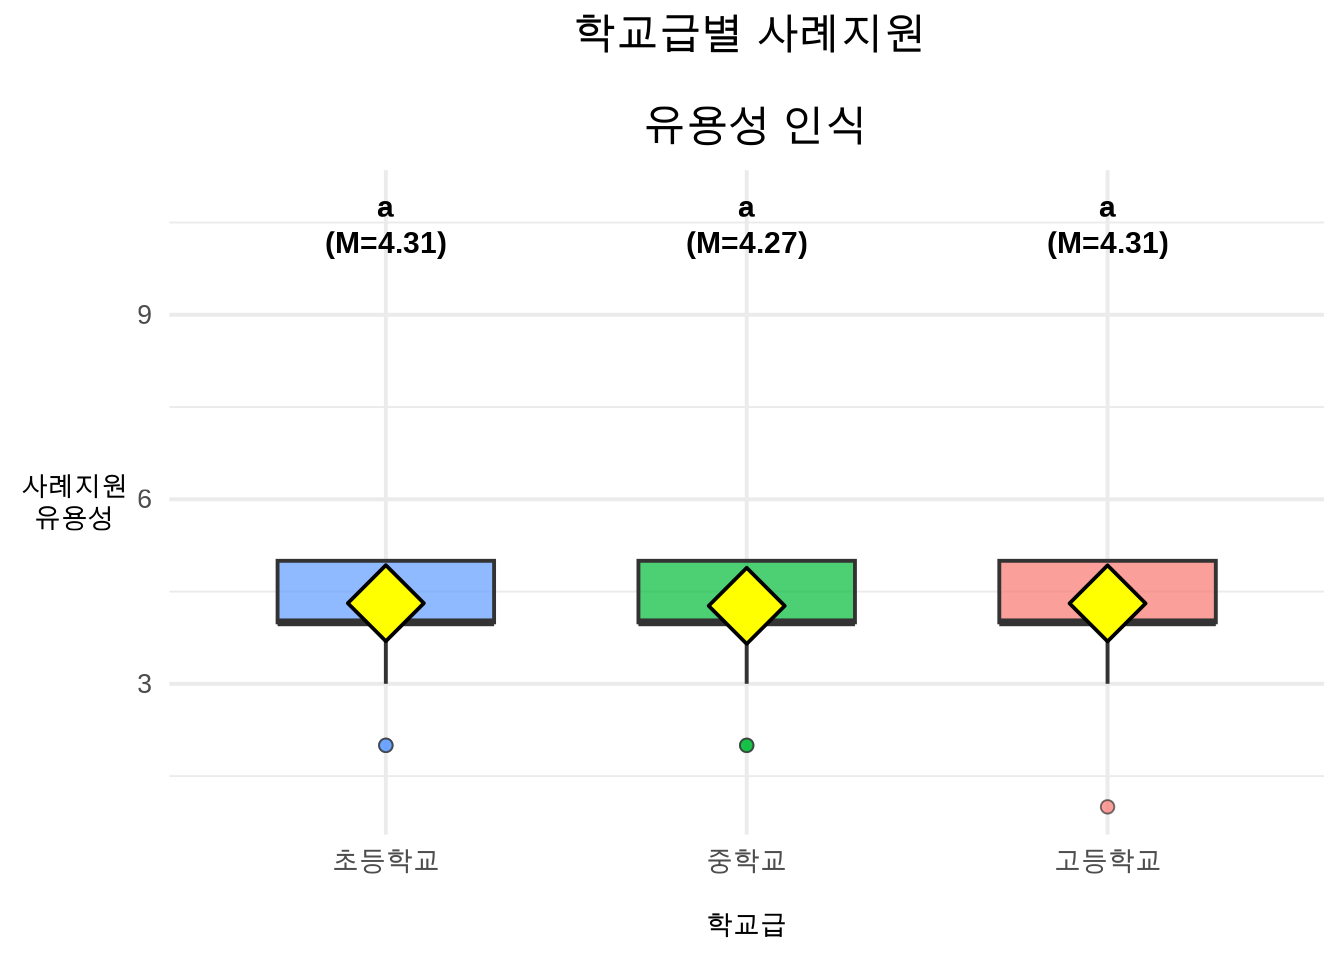 학교급별 사례지원
유용성 인식
a
(M=4.31)
a
(M=4.27)
a
(M=4.31)
9
6
3
사례지원
유용성
초등학교
중학교
고등학교
학교급